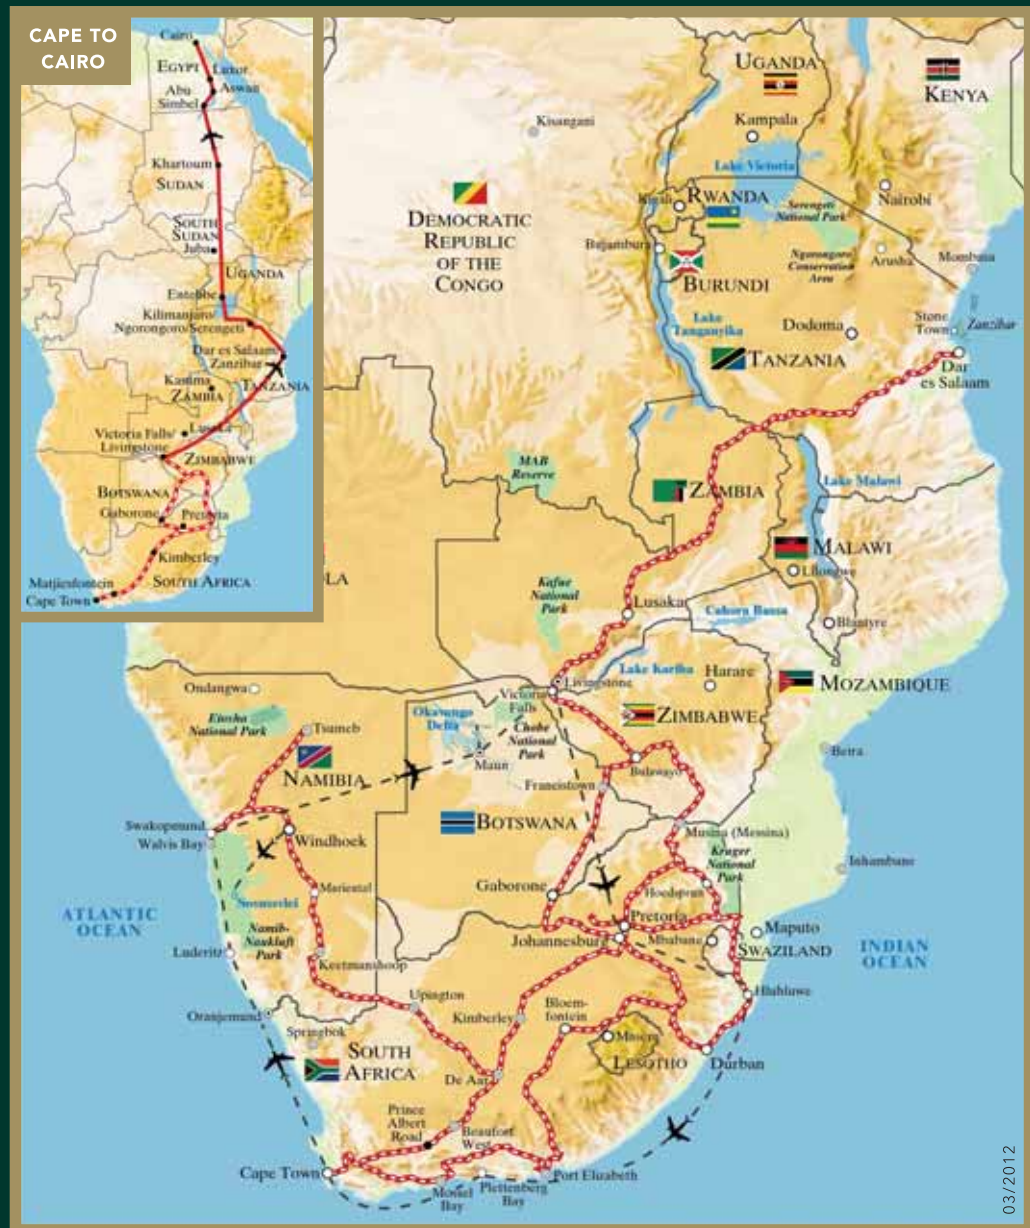 CAPE TO
CAIRO
Cairo
EGYPT
Luxor
Aswan
Abu
Simbel
Khartoum
SUDAN
SOUTH
SUDAN
Juba
UGANDA
Entebbe
Kilimanjaro/
Ngorongoro/Serengeti
Dar es Salaam
Zanzibar
TANZANIA
Kasama
ZAMBIA
Lusaka
Victoria Falls/
Livingstone
ZIMBABWE
BOTSWANA
Gaborone
Pretoria
Kimberley
Matjiesfontein
SOUTH AFRICA
Cape Town
UGANDA
KENYA
Kampala
Kisangani
Lake Victoria
Kigali
RWANDA
Nairobi
Serengeti
National Park
DEMOCRATIC
REPUBLIC
OF THE
CONGO
Bujambura
BURUNDI
Ngorongoro
Conservation
Area
Arusha
Mombasa
Lake
Tanganyika
Dodoma
Stone
Town
Zanzibar
TANZANIA
Dar
es Salaam
MAB
Reserve
ZAMBIA
Lake Malawi
MALAWI
LA
Lilongwe
Kafue
National
Park
Lusaka
Cahora Bassa
Blantyre
Lake Kariba
Harare
MOZAMBIQUE
Livingstone
Victoria
Falls
Ondangwa
Etosha
National Park
Tsumeb
Okavango
Delta
Chobe
National
Park
ZIMBABWE
Beira
NAMIBIA
Maun
Bulawayo
Francistown
BOTSWANA
Swakopmund
Walvis Bay
Windhoek
Musina (Messina)
Kruger
National
Park
Inhambane
Mariental
Gaborone
Hoedspruit
Sossusvlei
ATLANTIC
OCEAN
Pretoria
Namib-
Naukluft
Park
Johannesburg
Mbabane
Maputo
SWAZILAND
INDIAN
OCEAN
Luderitz
Keetmanshoop
Hluhluwe
Upington
Bloem-
fontein
Oranjemund
Kimberley
Springbok
Maseru
LESOTHO
Durban
SOUTH
AFRICA
De Aar
Prince
Albert
Road
Beaufort
West
Cape Town
Mossel
Bay
Plettenberg
Bay
Port Elizabeth
03/2012